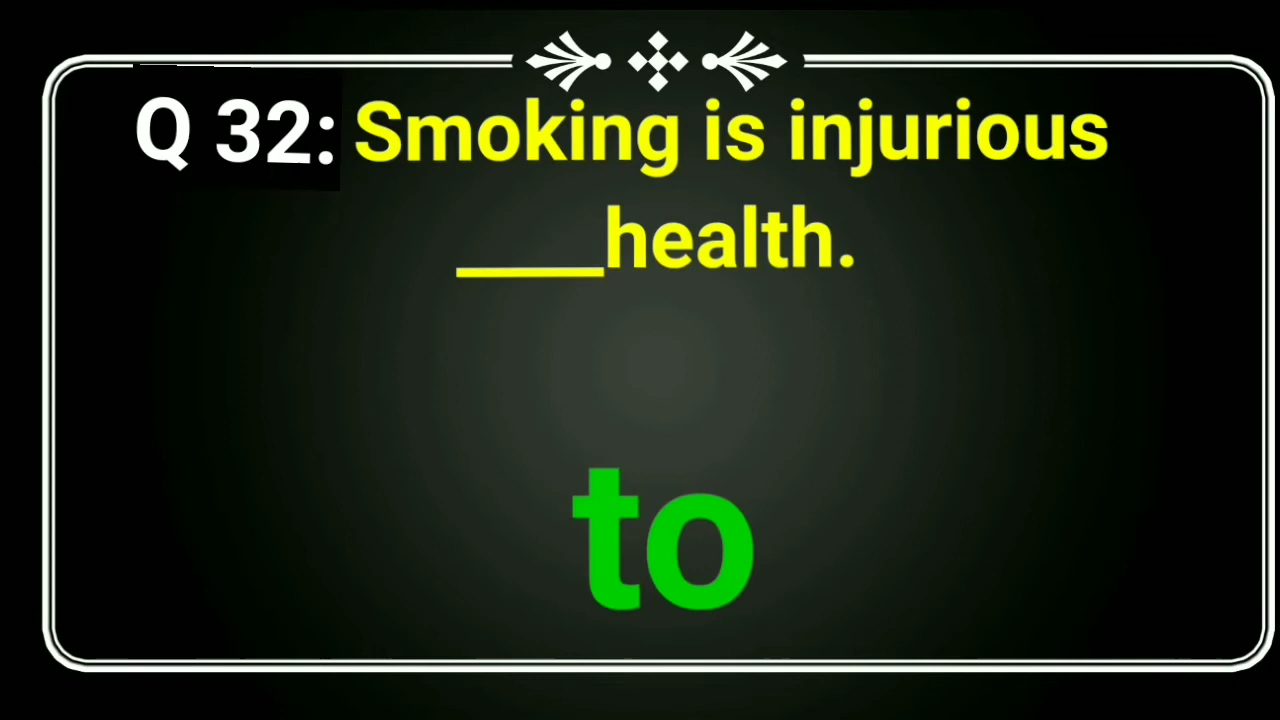 Q 32: Smoking is injurious
____health.
to